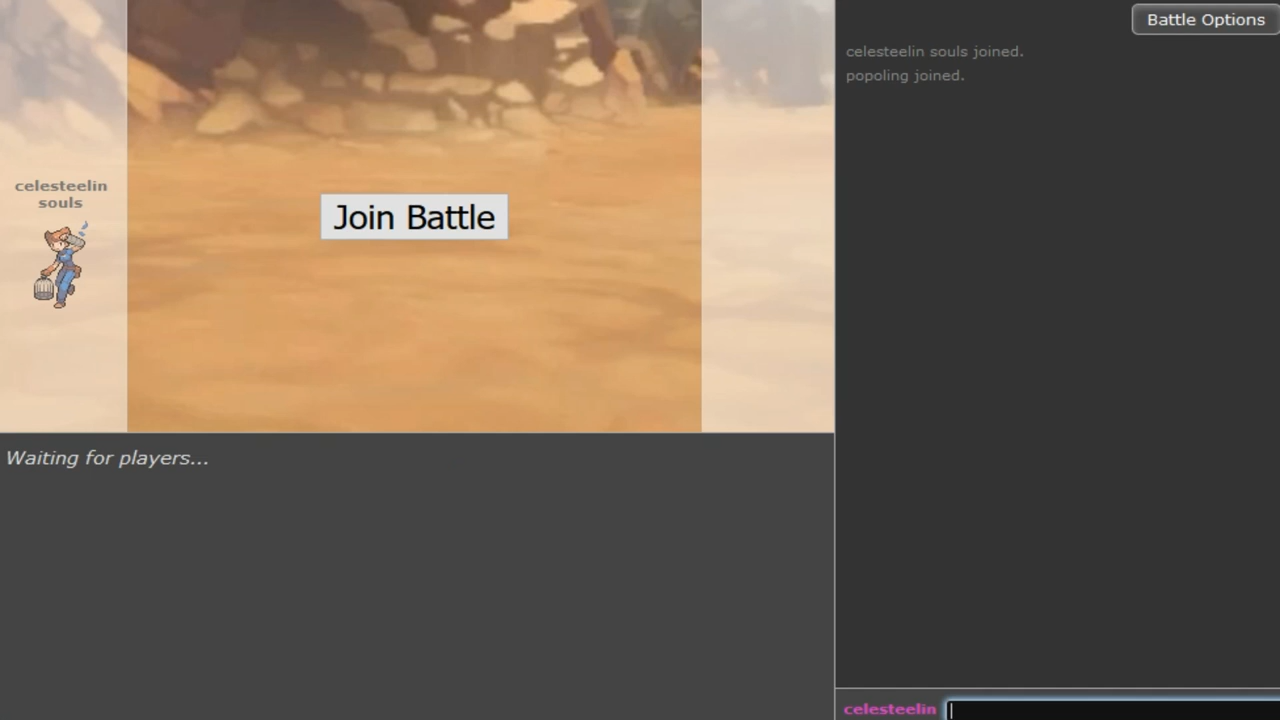 Battle Options
celesteelin souls joined.
popoling joined.
celesteelin
souls
Join Battle
Waiting for players...
celesteelin